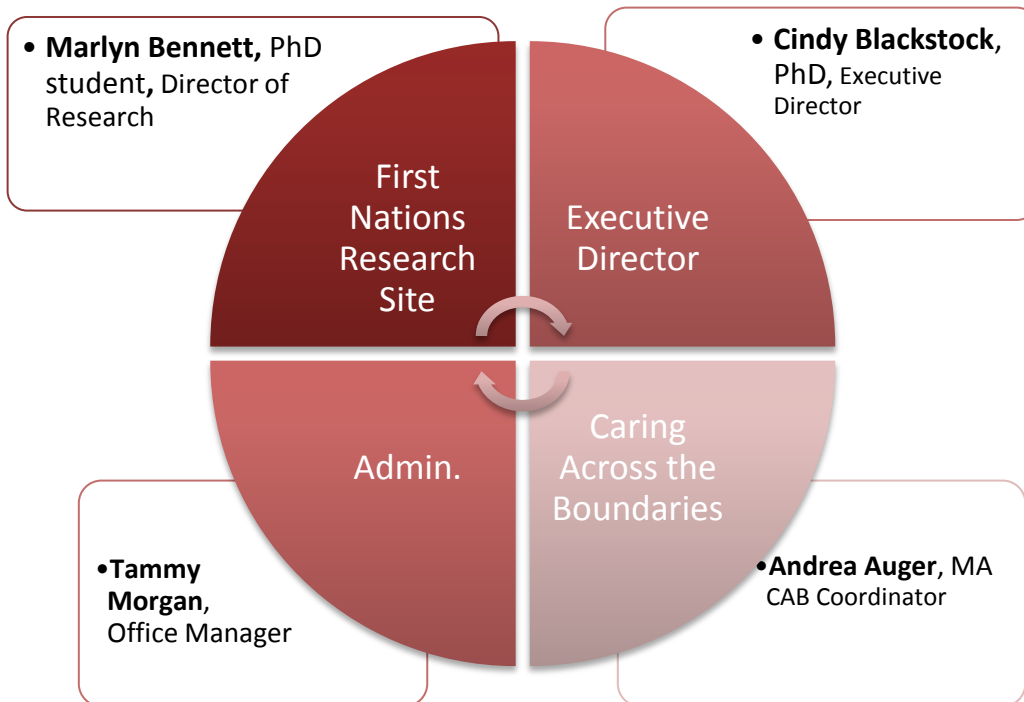 • Marlyn Bennett, PhD
student, Director of
Research
• Cindy Blackstock,
PhD, Executive
Director
First
Nations
Research
Site
Executive
Director
Admin.
Caring
Across the
Boundaries
•Tammy
Morgan,
Office Manager
•Andrea Auger, MA
CAB Coordinator